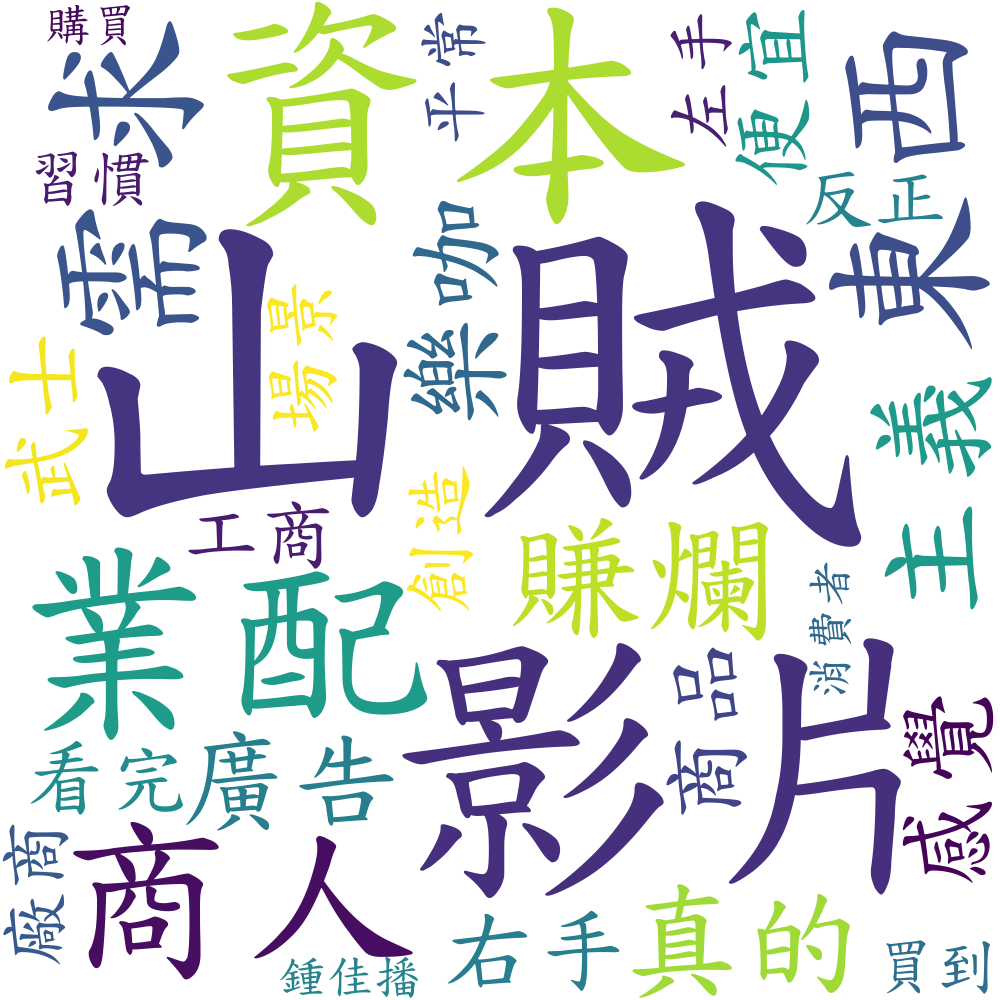 購買
資本
平常
左手
便宜
東西
需求
習慣
反正
山賊
咖樂
場景
武士
主義
工商
創造
賺爛
消費者
業配
影片
商品
感覺
看完
廣告
廠商
商人
鍾佳播
右手
真的
買到